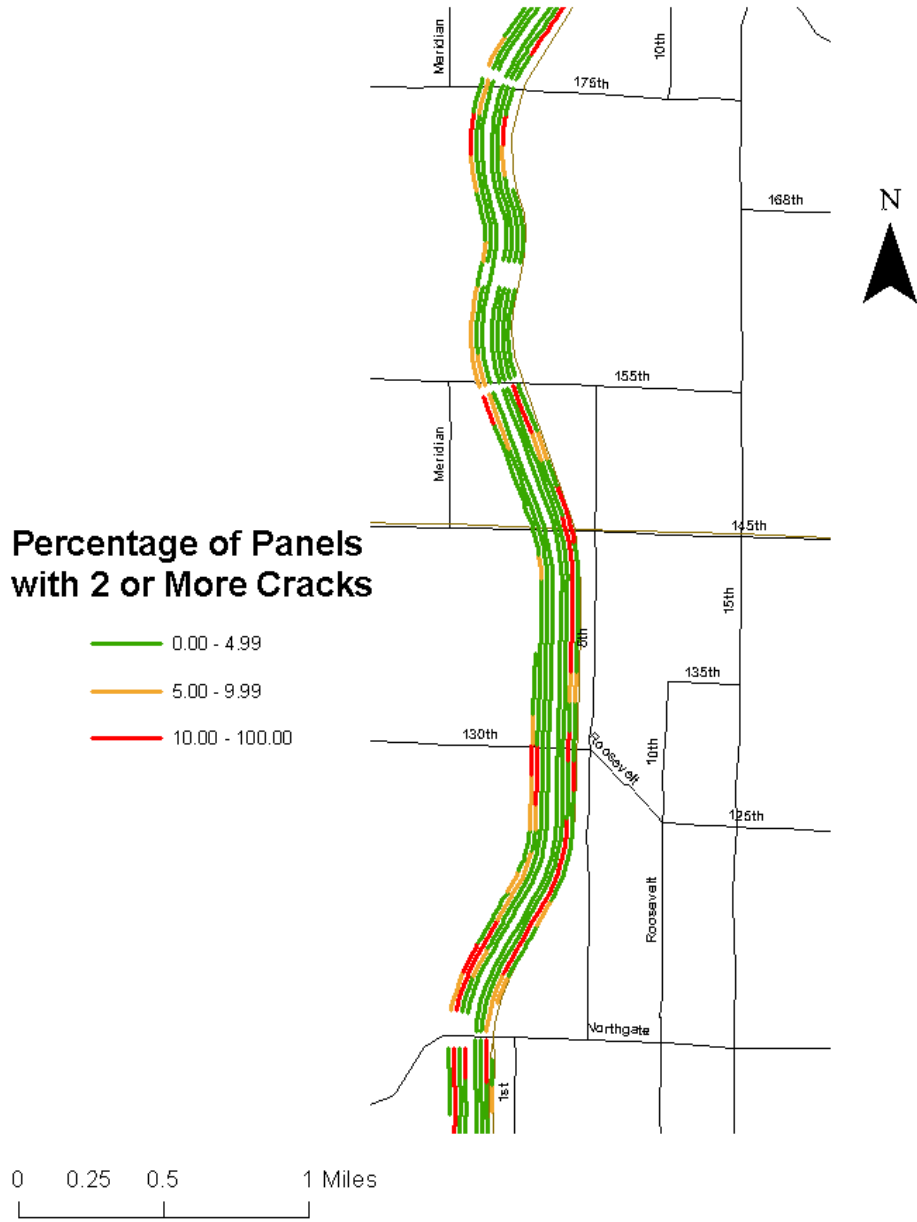 Meridian
10th
175th
168th
N
155th
Meridian
145th
Percentage of Panels
with 2 or More Cracks
0.00 - 4.99
5.00 - 9.99
10.00 - 100.00
15th
8th
135th
130th
Roosevelt
10th
125th
Roosevelt
Northgate
1st
0 0.25 0.5 1 Miles